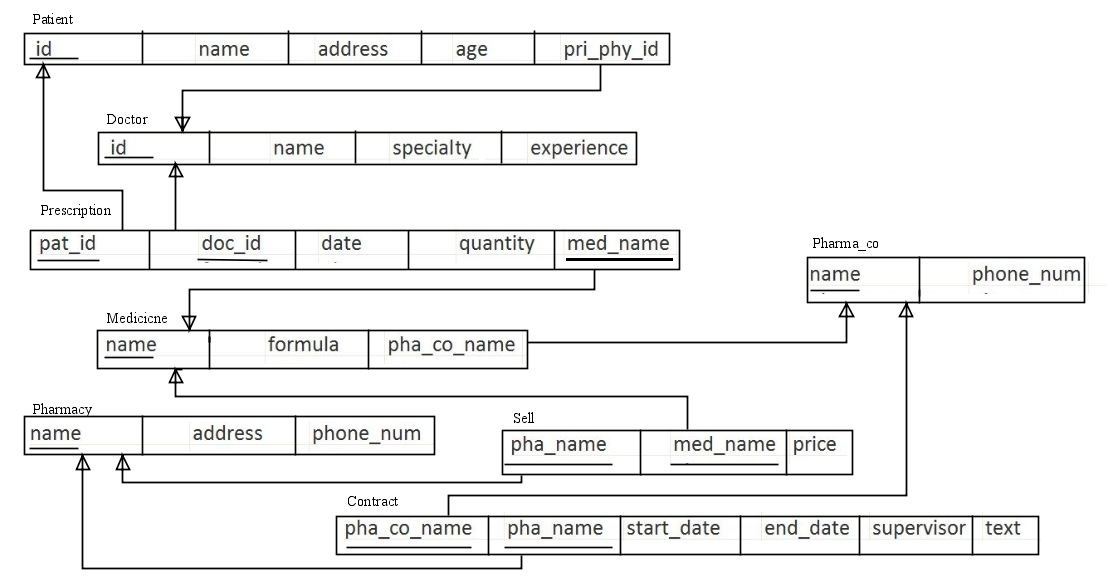 Patient
id name address age pri_phy_id
Doctor
id name specialty experience
Prescription
pat_id doc_id date quantity med_name
Pharma_co
name phone_num
Medicicne
name formula pha_co_name
Pharmacy
name address phone_num
Sell
pha_name med_name price
Contract
pha_co_name pha_name start_date end_date supervisor text